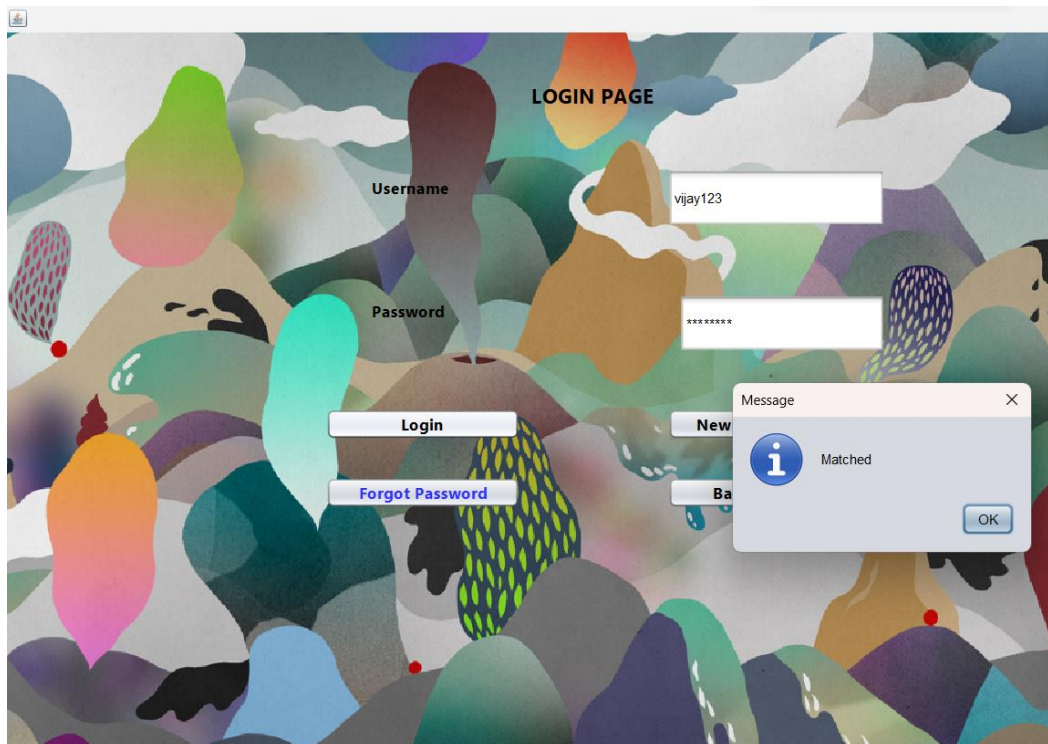 LOGIN PAGE
Username
vijay123
Password
********
Message
Login
New
Matched
Forgot Password
Ba
OK